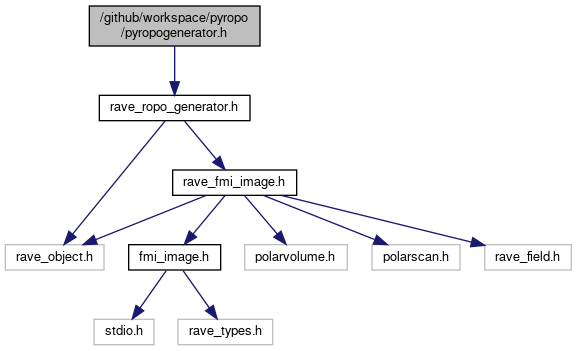 /github/workspace/pyropo
/pyropogenerator.h
rave_ropo_generator.h
rave_fmi_image.h
rave_object.h
fmi_image.h
polarvolume.h
polarscan.h
rave_field.h
stdio.h
rave_types.h